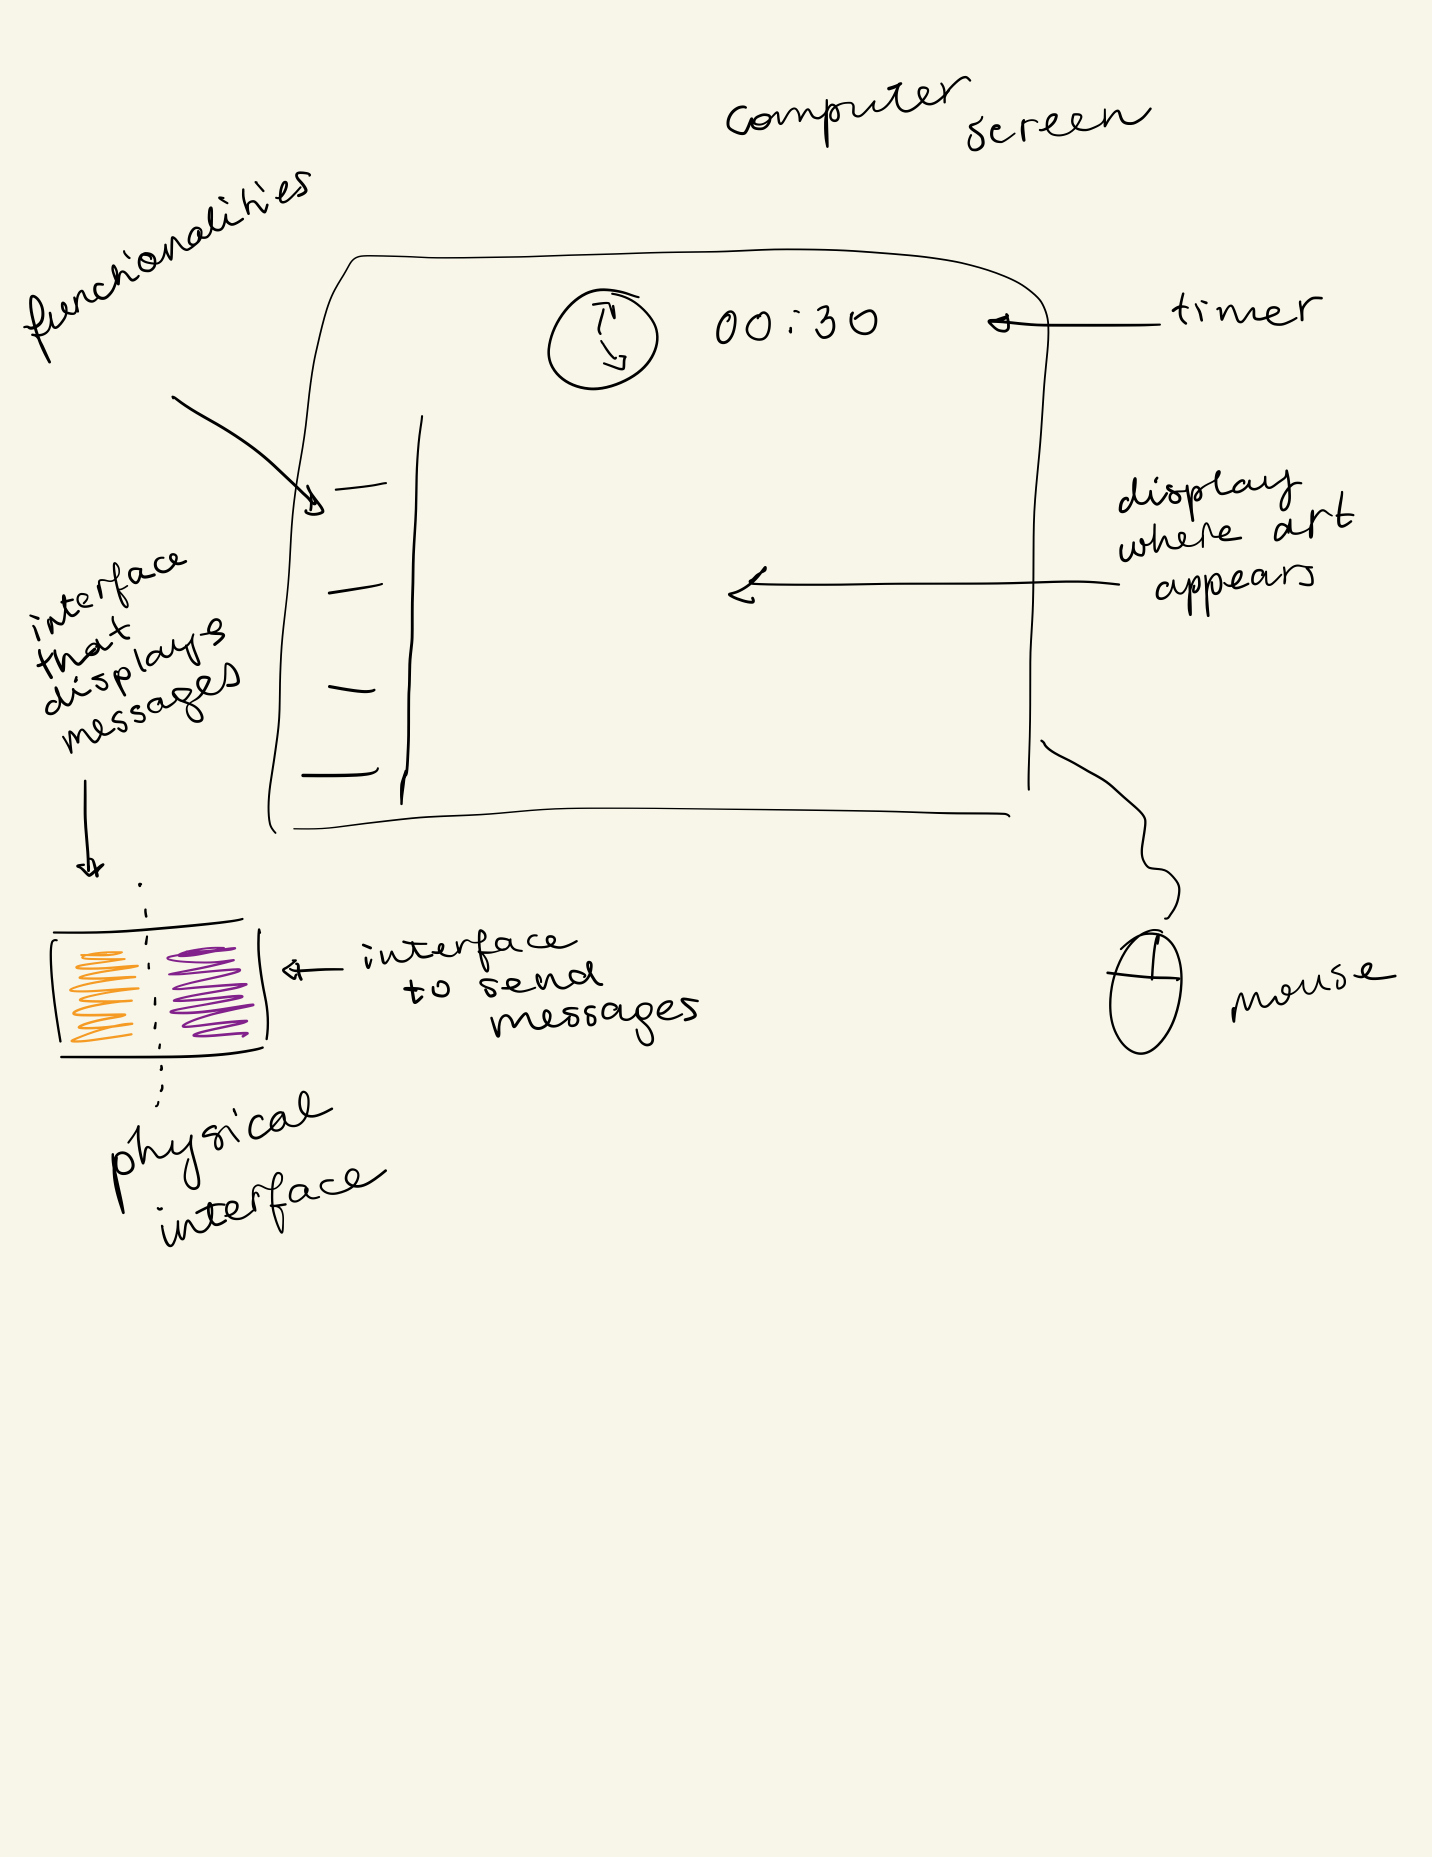 computer
screen
functionalities
00:30
timer
display
where art
appears
interface
that
displays
messages
interface
to send
messages
mouse
physical
interface